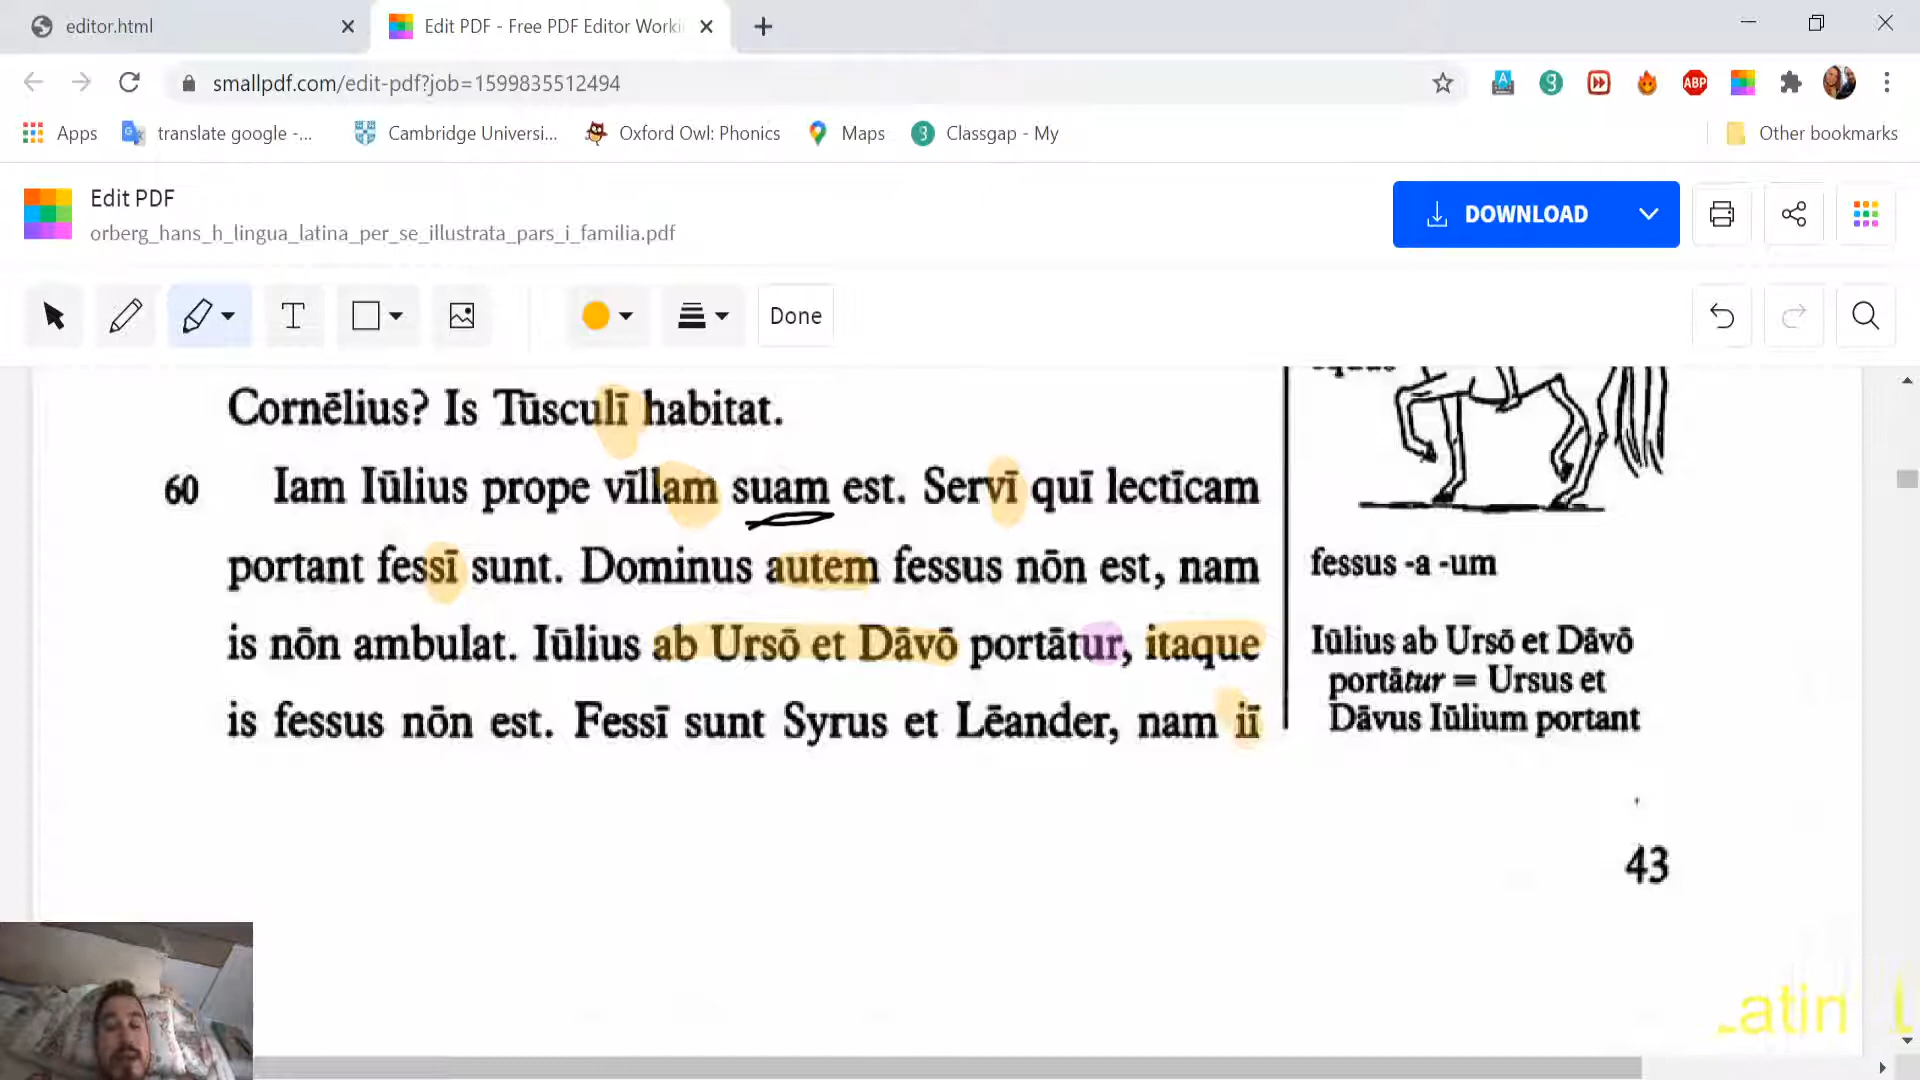 editor.html
Edit PDF - Free PDF Editor Worki
smallpdf.com/edit-pdf?job=1599835512494
ABP
Apps
translate google -...
Cambridge Universi...
Oxford Owl: Phonics
Maps
Classgap - My
Other bookmarks
Edit PDF
orberg_hans_h_lingua_latina_per_se_illustrata_pars_i_familia.pdf
DOWNLOAD
T
Done
Cornēlius? Is Tūsculī habitat.
60 Iam Iūlius prope vīllam suam est. Servī quī lectīcam
portant fessī sunt. Dominus autem fessus nōn est, nam
is nōn ambulat. Iūlius ab Ursō et Dāvō portātur, itaque
is fessus nōn est. Fessī sunt Syrus et Lēander, nam iī
fessus -a -um
Iūlius ab Ursō et Dāvō
portātur = Ursus et
Dāvus Iūlium portant
43